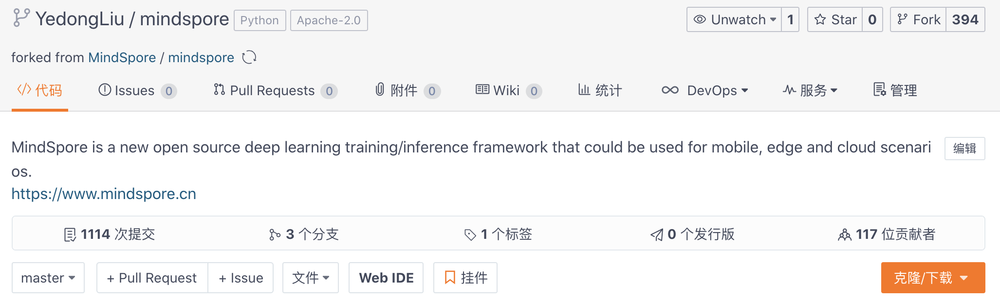 YedongLiu / mindspore Python Apache-2.0 Unwatch 1 Star 0 Fork 394
forked from MindSpore / mindspore
代码 Issues 0 Pull Requests 0 附件 0 Wiki 0 统计 DevOps 服务 管理
MindSpore is a new open source deep learning training/inference framework that could be used for mobile, edge and cloud scenari 编辑
os.
https://www.mindspore.cn
1114 次提交 3 个分支 1 个标签 0 个发行版 117 位贡献者
master + Pull Request + Issue 文件 Web IDE 挂件 克隆/下载